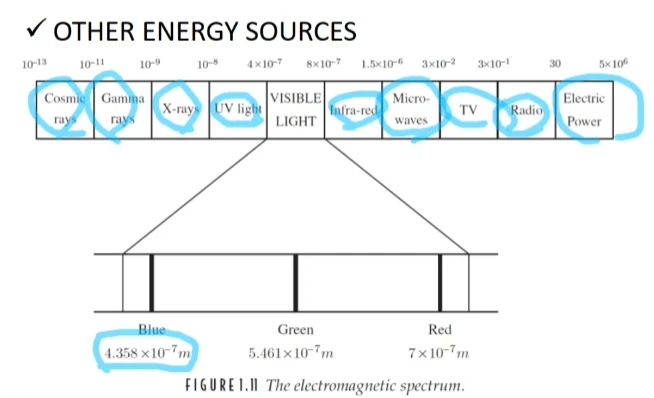 ✓ OTHER ENERGY SOURCES
10⁻¹³ 10⁻¹¹ 10⁻⁹ 10⁻⁸ 4×10⁻⁷ 8×10⁻⁷ 1.5×10⁻⁶ 3×10⁻² 3×10⁻¹ 30 5×10⁶
Cosmic Gamma X-rays UV light VISIBLE Infra-red Micro- TV Radio Electric
rays rays LIGHT waves Power
Blue Green Red
4.358 ×10⁻⁷m 5.461×10⁻⁷m 7×10⁻⁷m
FIGURE 1.11 The electromagnetic spectrum.